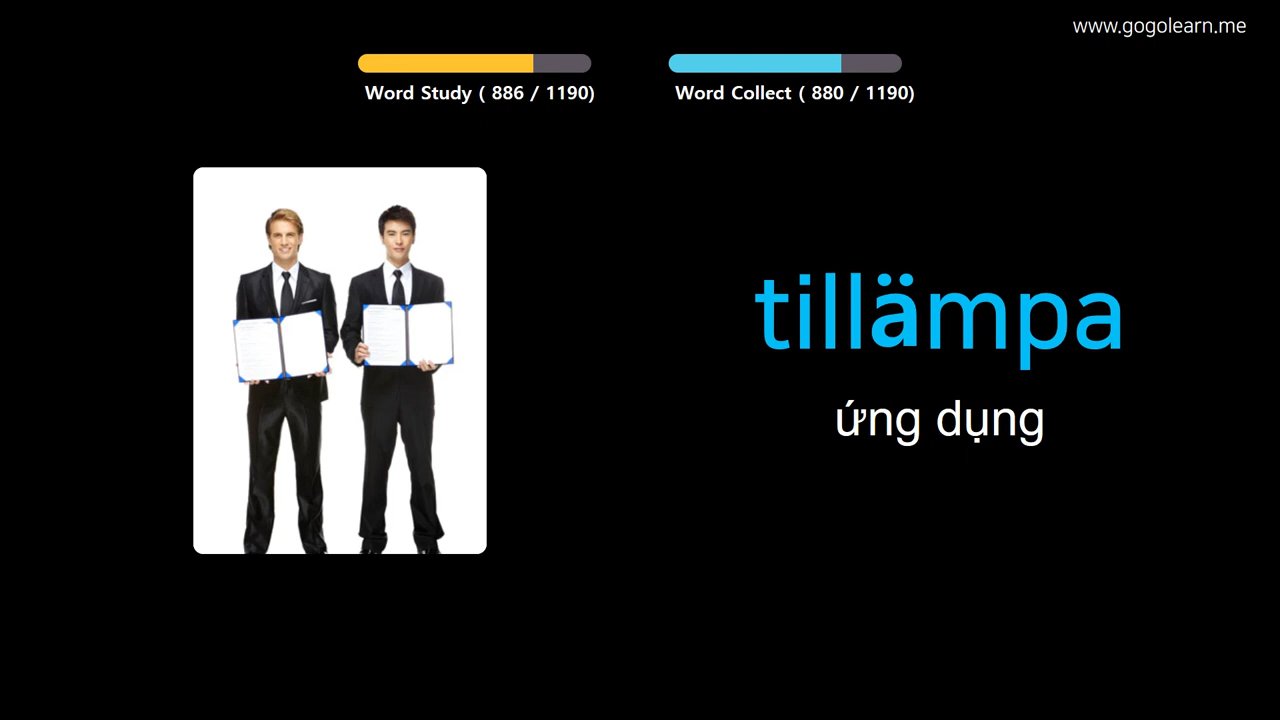 www.gogolearn.me
Word Study ( 886 / 1190)
Word Collect ( 880 / 1190)
tillämpa
ứng dụng